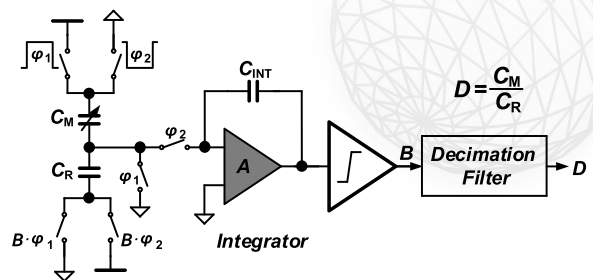 φ1
φ2
CM
CR
φ1
φ2
B·φ1
B·φ2
CINT
A
Integrator
B
D = CM/CR
Decimation
Filter
D